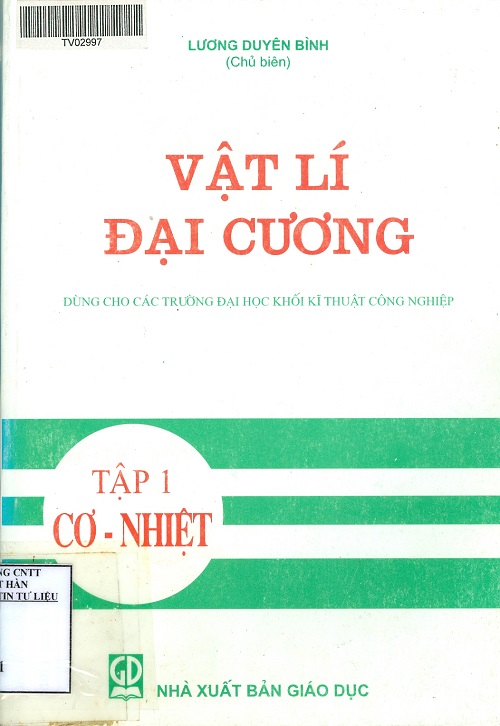 TV02997
LƯƠNG DUYÊN BÌNH
(Chủ biên)
VẬT LÍ
ĐẠI CƯƠNG
DÙNG CHO CÁC TRƯỜNG ĐẠI HỌC KHỐI KĨ THUẬT CÔNG NGHIỆP
TẬP 1
CƠ - NHIỆT
NG CNTT
T HÀN
TIN TƯ LIỆU
GD
NHÀ XUẤT BẢN GIÁO DỤC